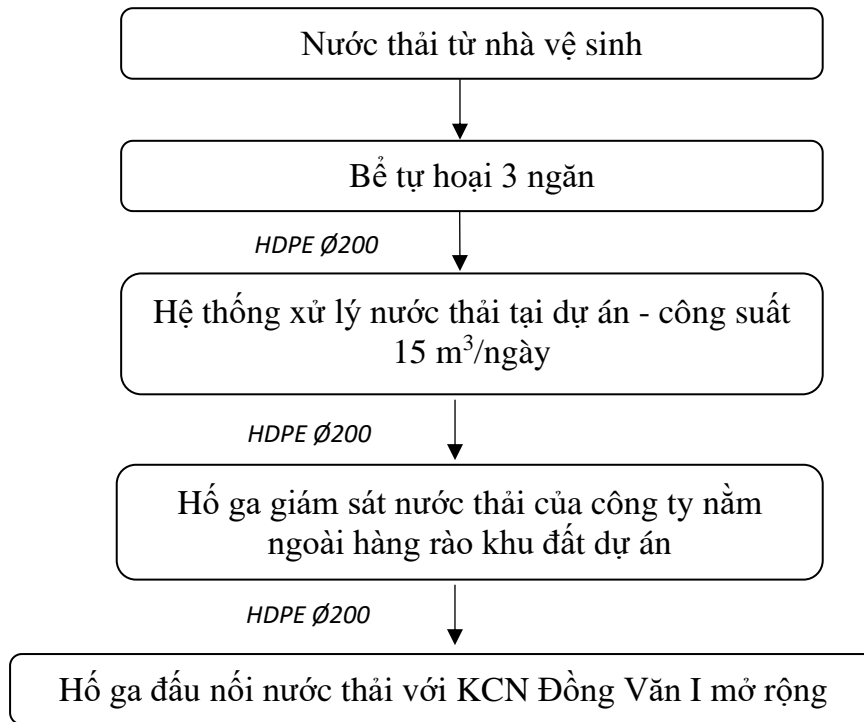 Nước thải từ nhà vệ sinh
Bể tự hoại 3 ngăn
HDPE Ø200
Hệ thống xử lý nước thải tại dự án - công suất
15 m³/ngày
HDPE Ø200
Hố ga giám sát nước thải của công ty nằm
ngoài hàng rào khu đất dự án
HDPE Ø200
Hố ga đấu nối nước thải với KCN Đồng Văn I mở rộng